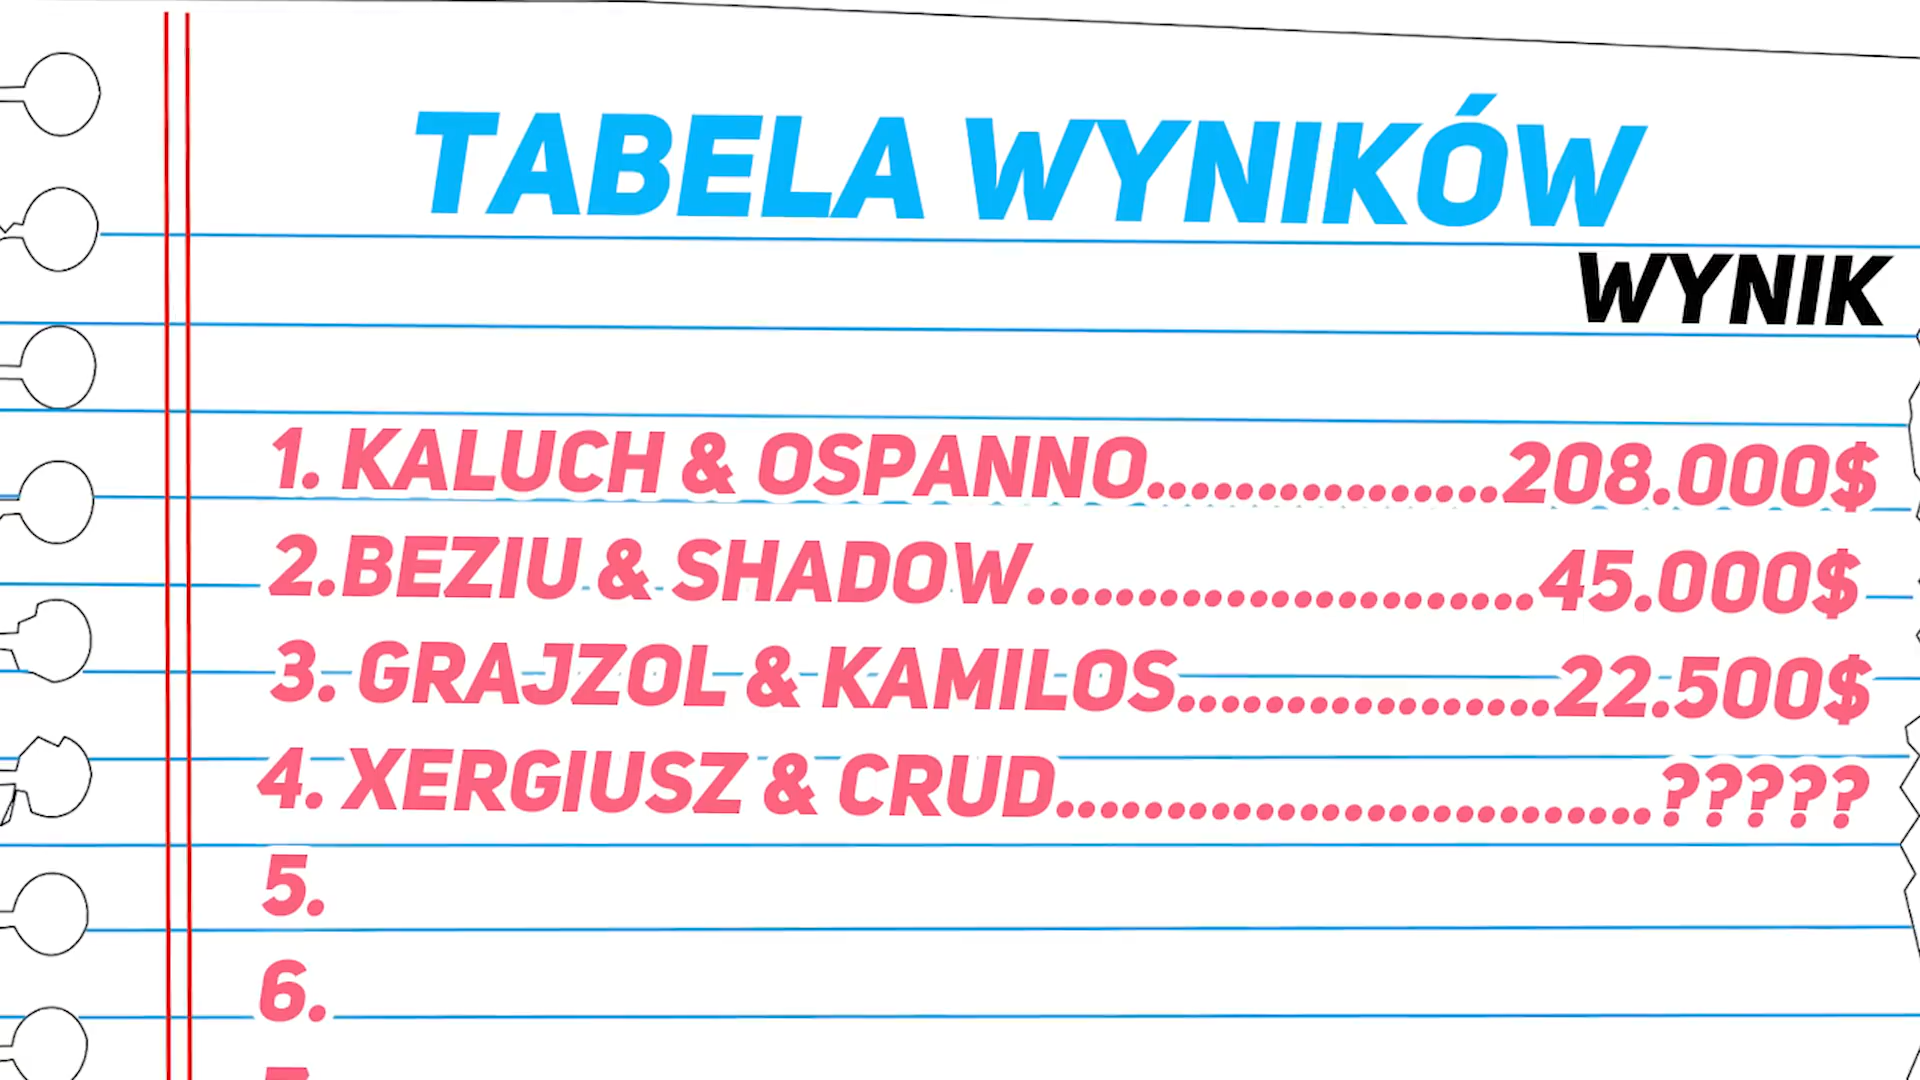 TABELA WYNIKÓW
WYNIK
1. KALUCH & OSPANNO................208.000$
2.BEZIU & SHADOW.......................45.000$
3. GRAJZOL & KAMILOS.................22.500$
4. XERGIUSZ & CRUD...........................?????
5.
6.